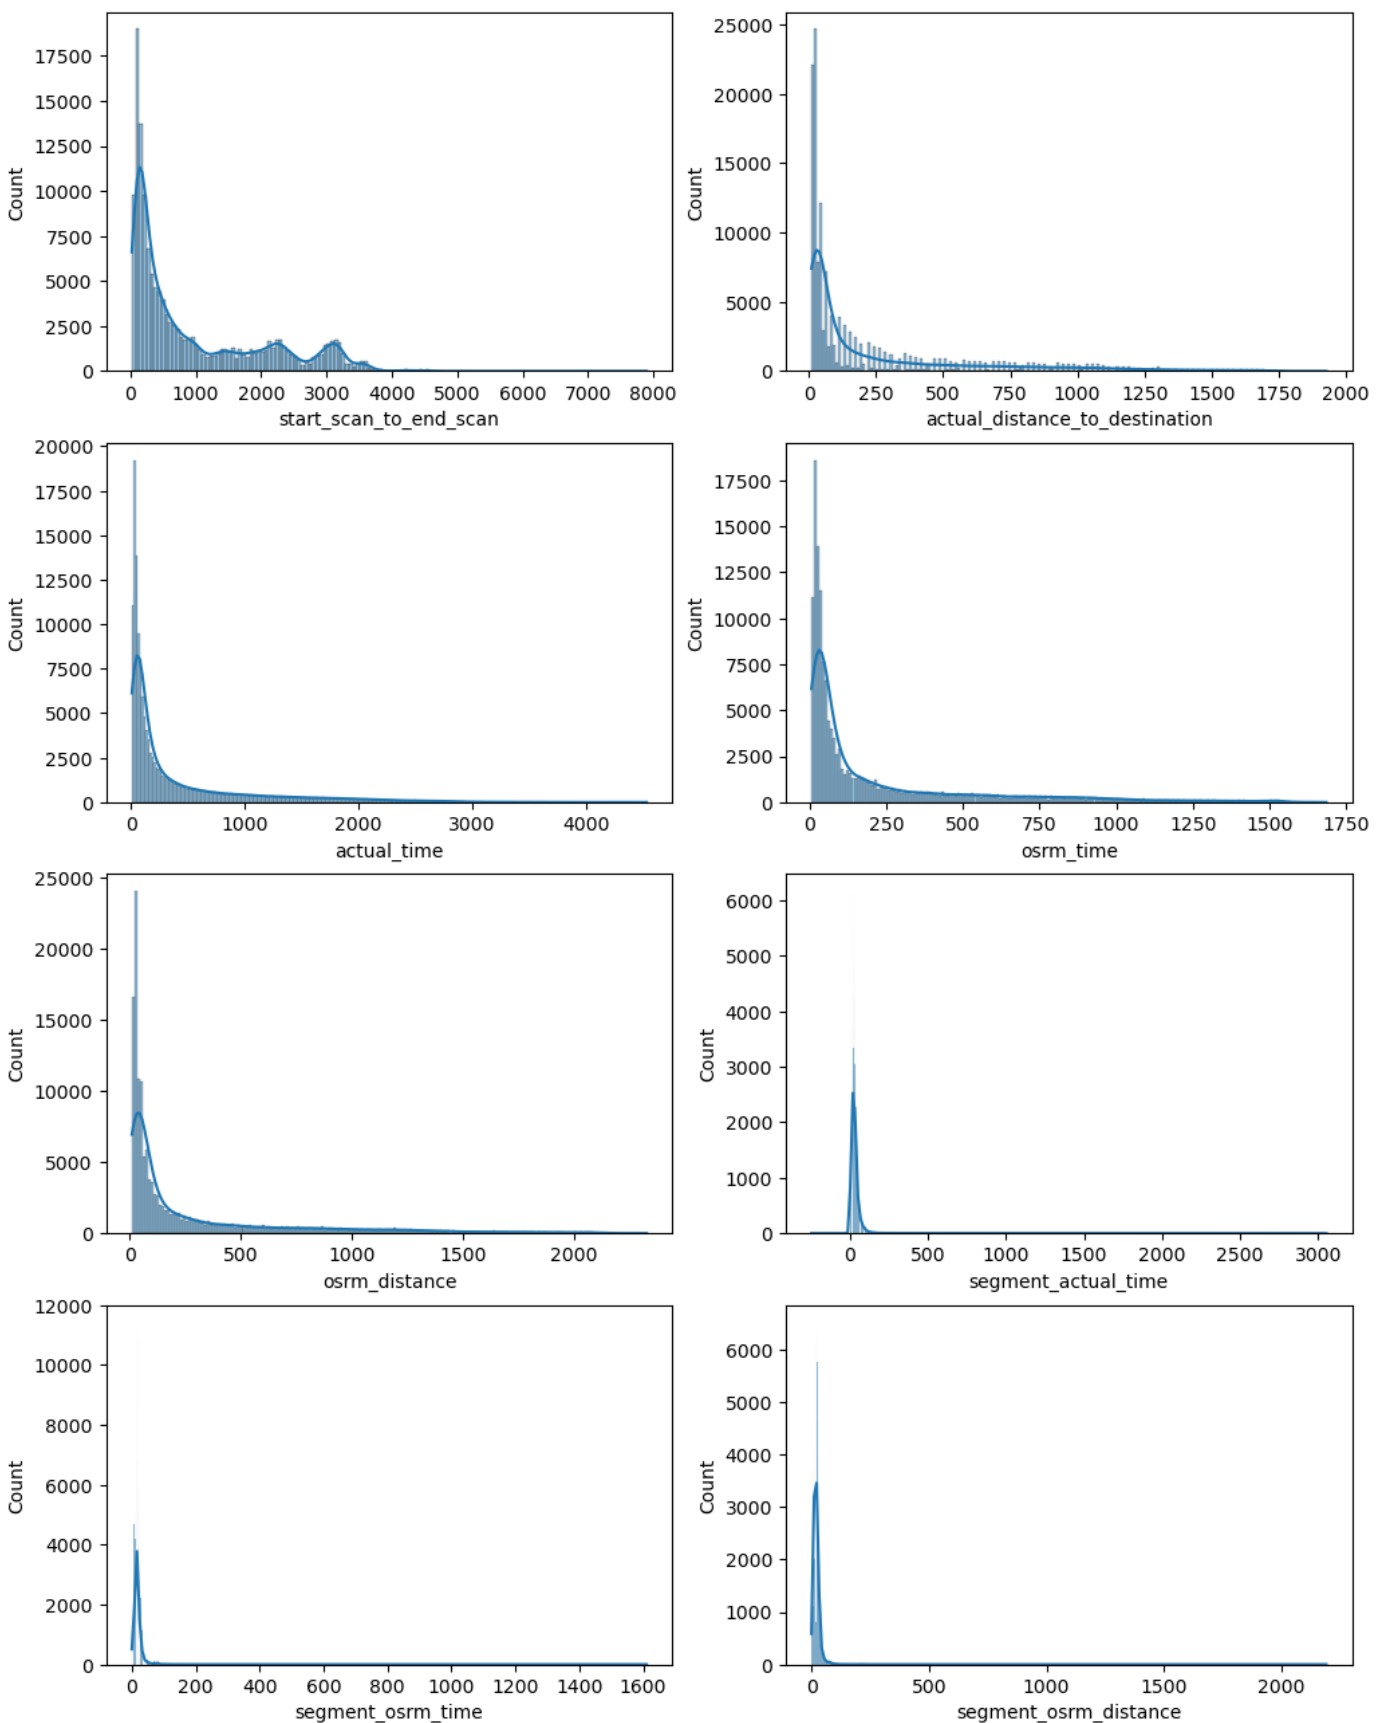 17500
15000
12500
10000
7500
5000
2500
0
Count
0 1000 2000 3000 4000 5000 6000 7000 8000
start_scan_to_end_scan
25000
20000
15000
10000
5000
0
Count
0 250 500 750 1000 1250 1500 1750 2000
actual_distance_to_destination
20000
17500
15000
12500
10000
7500
5000
2500
0
Count
0 1000 2000 3000 4000
actual_time
17500
15000
12500
10000
7500
5000
2500
0
Count
0 250 500 750 1000 1250 1500 1750
osrm_time
25000
20000
15000
10000
5000
0
Count
0 500 1000 1500 2000
osrm_distance
6000
5000
4000
3000
2000
1000
0
Count
0 500 1000 1500 2000 2500 3000
segment_actual_time
12000
10000
8000
6000
4000
2000
0
Count
0 200 400 600 800 1000 1200 1400 1600
segment_osrm_time
6000
5000
4000
3000
2000
1000
0
Count
0 500 1000 1500 2000
segment_osrm_distance